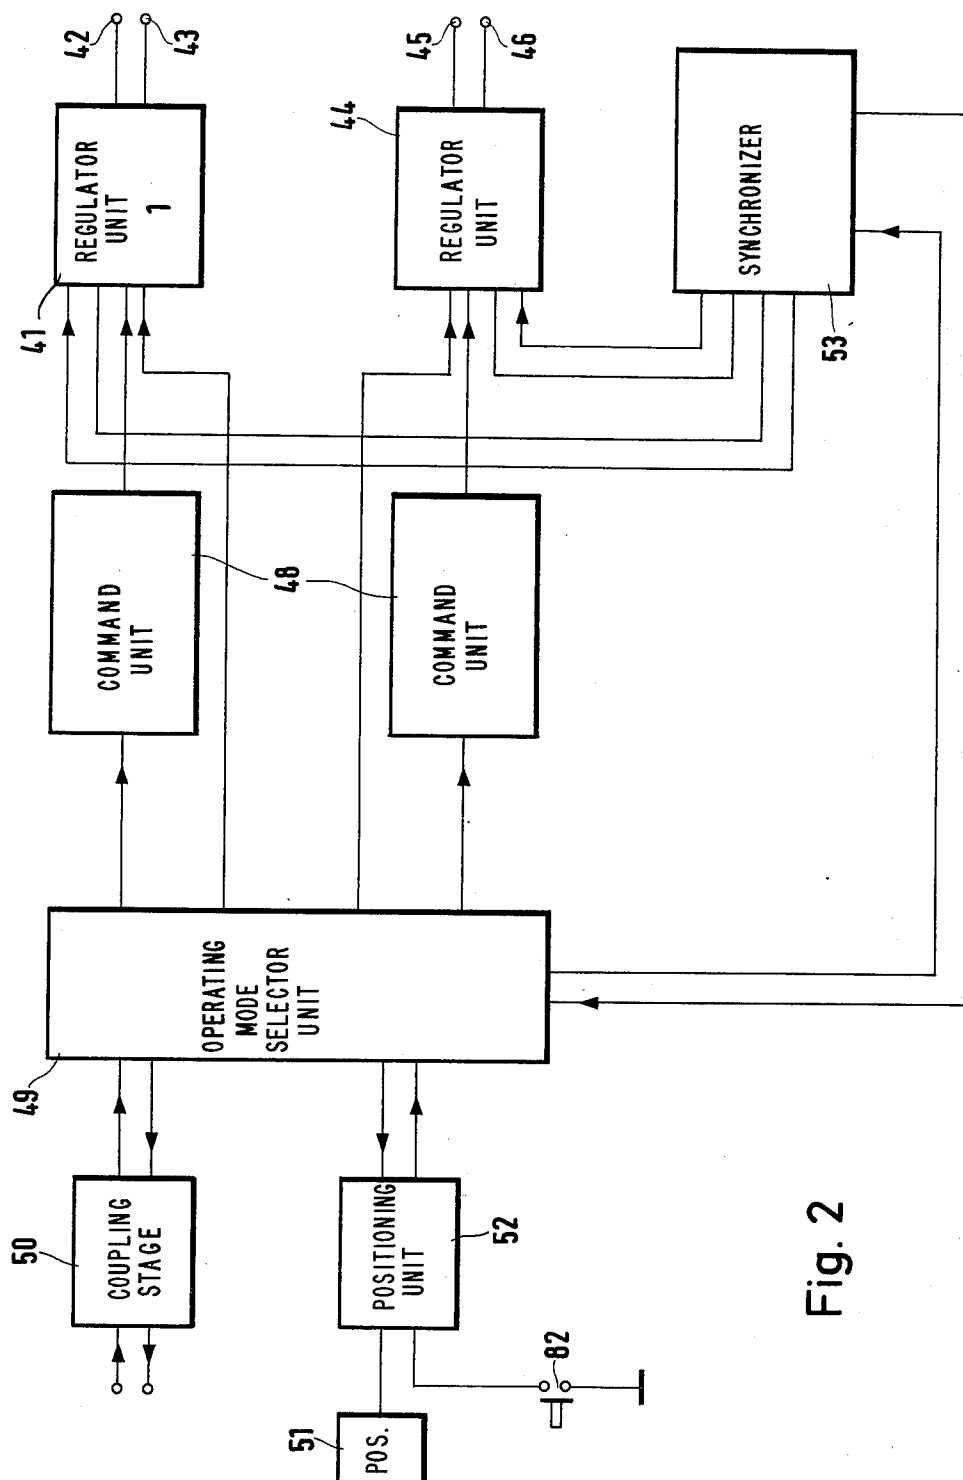 42
43
45
46
REGULATOR
UNIT
1
41
44
REGULATOR
UNIT
SYNCHRONIZER
53
COMMAND
UNIT
48
COMMAND
UNIT
OPERATING
MODE
SELECTOR
UNIT
49
50
COUPLING
STAGE
POSITIONING
UNIT
52
51
POS.
82
Fig. 2